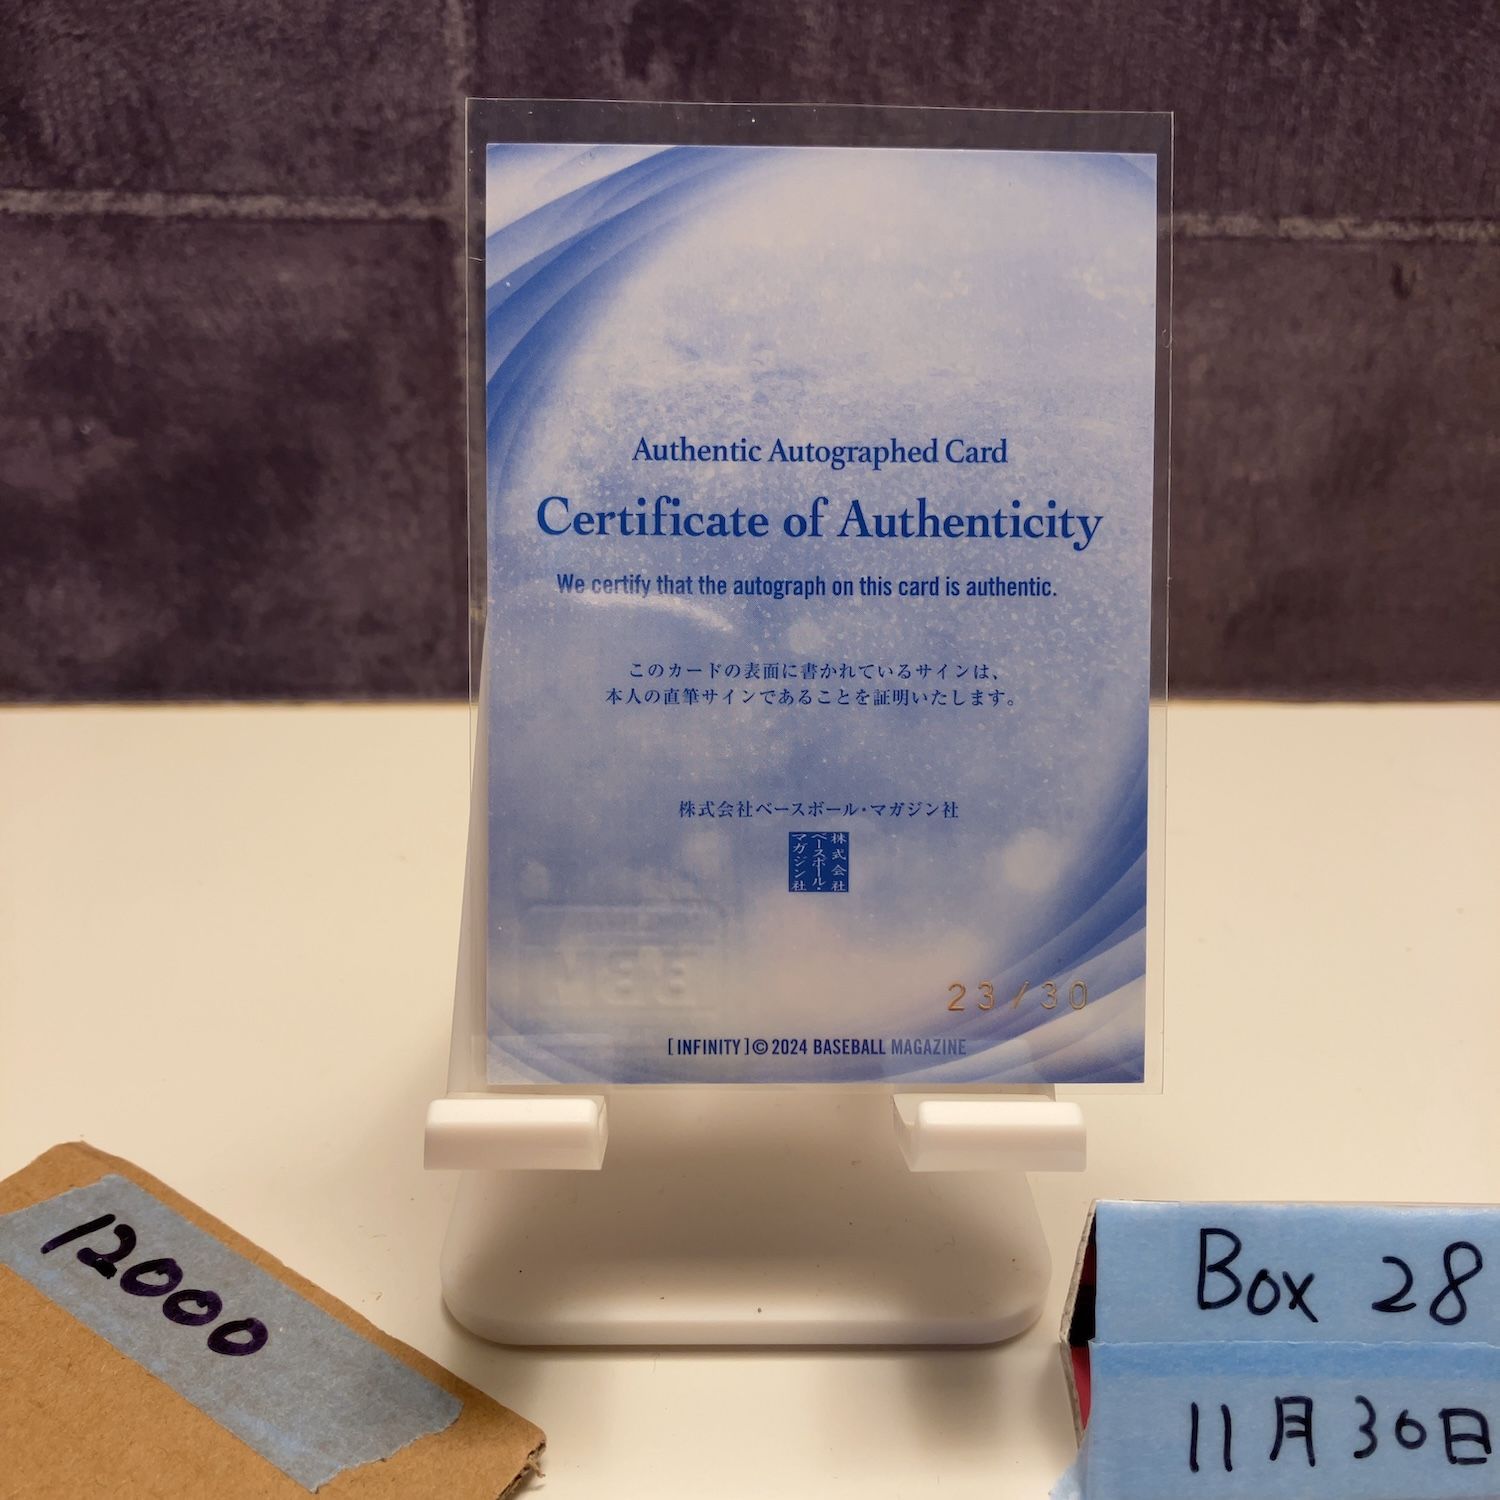 Authentic Autographed Card
Certificate of Authenticity
We certify that the autograph on this card is authentic.
このカードの表面に書かれているサインは、
本人の直筆サインであることを証明いたします。
株式会社ベースボール・マガジン社
株式会社
ベースボール・
マガジン社
BBM
23/30
[INFINITY]©2024 BASEBALL MAGAZINE
12000
Box 28
11月30日